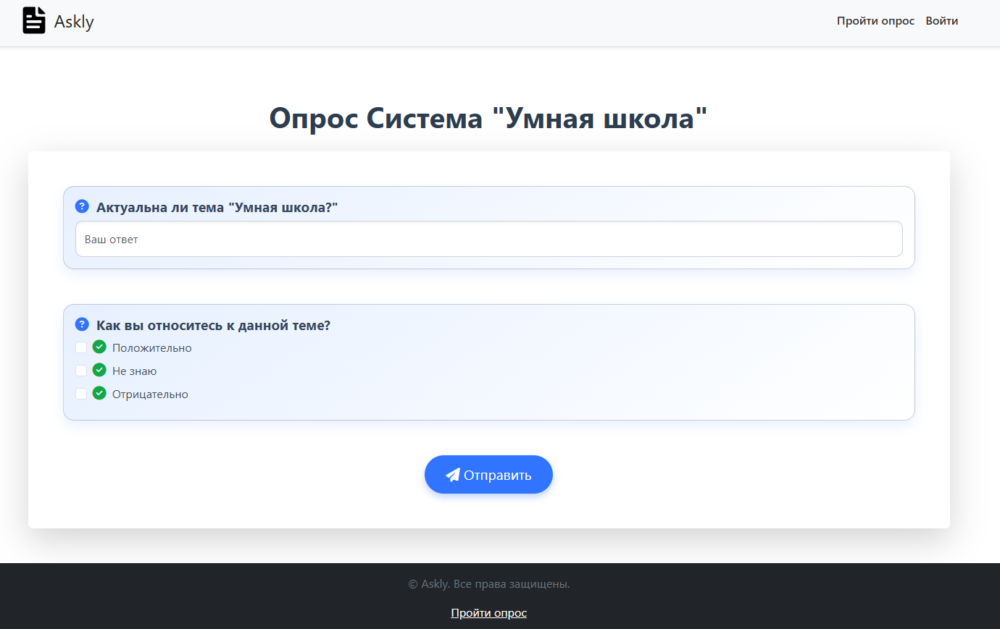 Askly
Пройти опрос Войти
Опрос Система "Умная школа"
Актуальна ли тема "Умная школа?"
Ваш ответ
Как вы относитесь к данной теме?
Положительно
Не знаю
Отрицательно
Отправить
© Askly. Все права защищены.
Пройти опрос